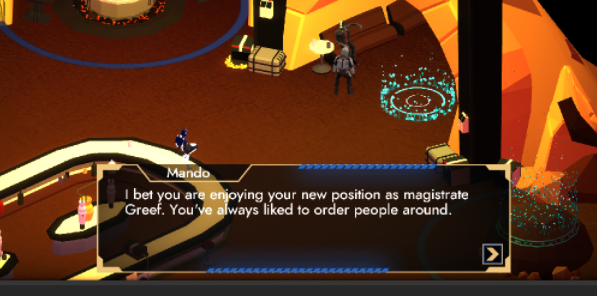 Mando
I bet you are enjoying your new position as magistrate
Greef. You've always liked to order people around.